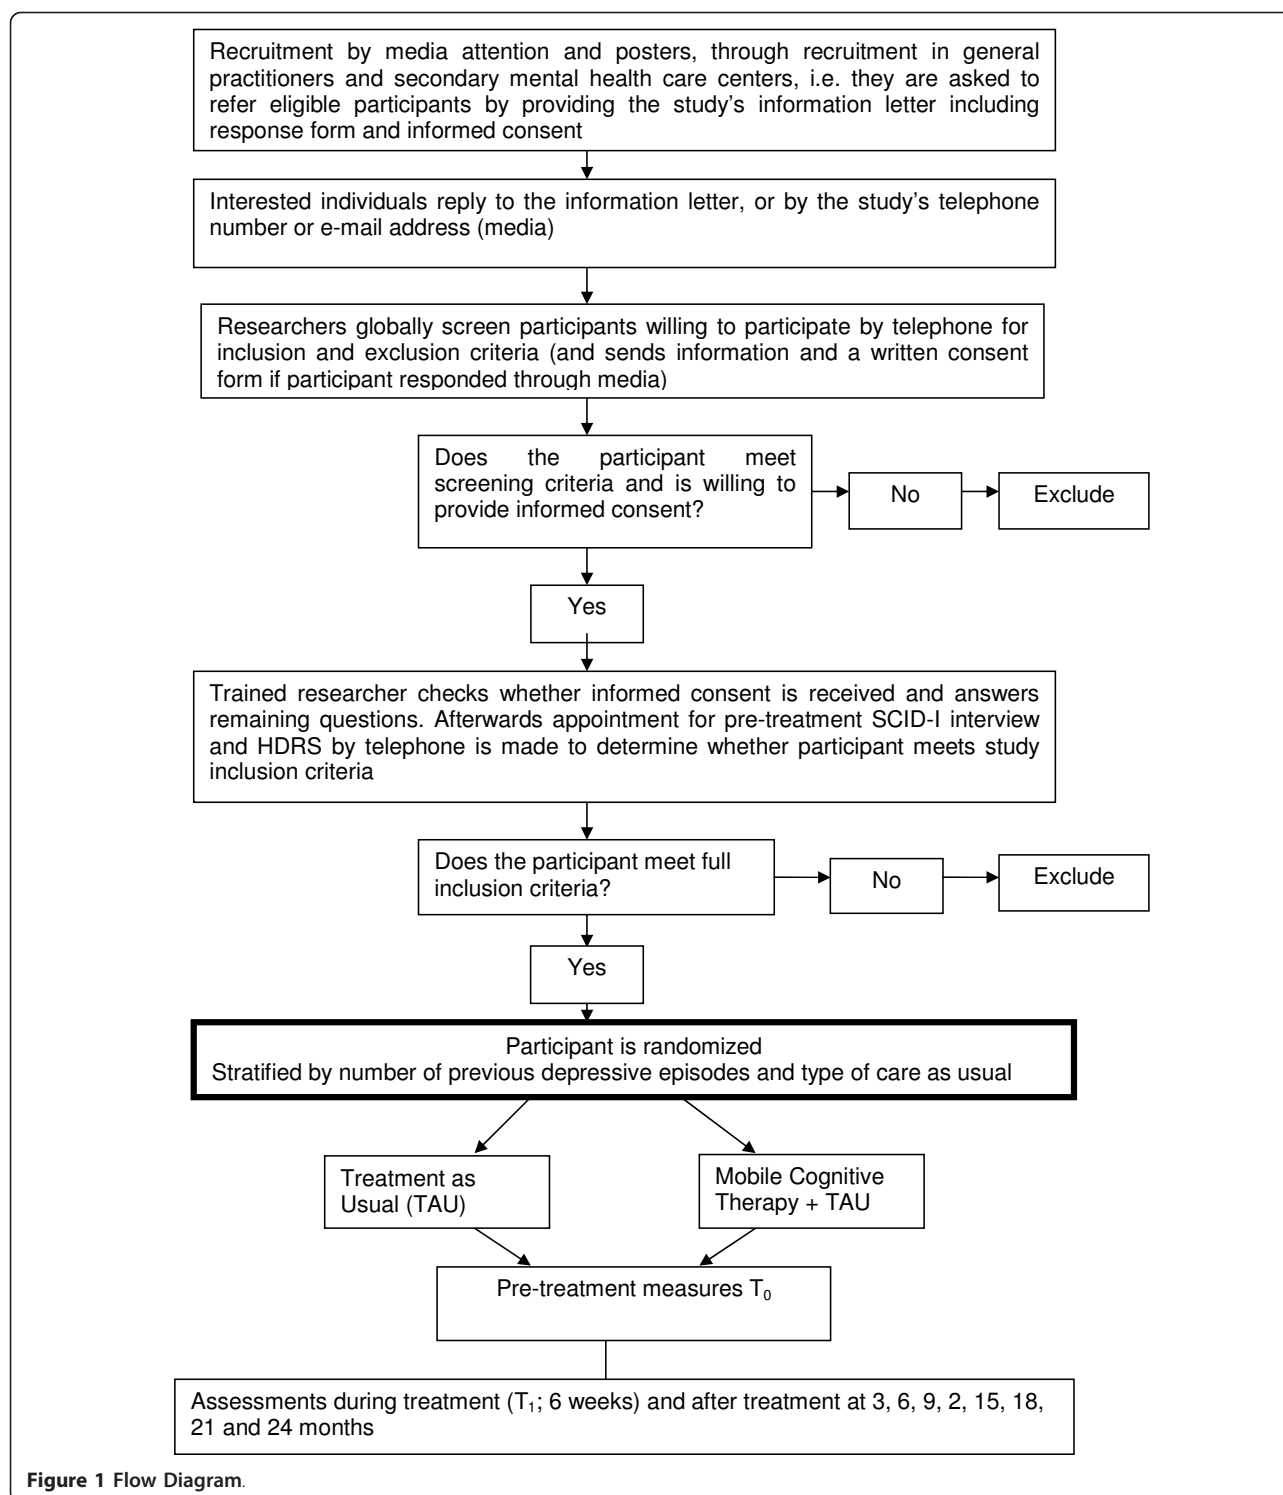 Recruitment by media attention and posters, through recruitment in general
practitioners and secondary mental health care centers, i.e. they are asked to
refer eligible participants by providing the study’s information letter including
response form and informed consent
Interested individuals reply to the information letter, or by the study’s telephone
number or e-mail address (media)
Researchers globally screen participants willing to participate by telephone for
inclusion and exclusion criteria (and sends information and a written consent
form if participant responded through media)
Does the participant meet
screening criteria and is willing to
provide informed consent?
No
Exclude
Yes
Trained researcher checks whether informed consent is received and answers
remaining questions. Afterwards appointment for pre-treatment SCID-I interview
and HDRS by telephone is made to determine whether participant meets study
inclusion criteria
Does the participant meet full
inclusion criteria?
No
Exclude
Yes
Participant is randomized
Stratified by number of previous depressive episodes and type of care as usual
Treatment as
Usual (TAU)
Mobile Cognitive
Therapy + TAU
Pre-treatment measures T₀
Assessments during treatment (T₁; 6 weeks) and after treatment at 3, 6, 9, 2, 15, 18,
21 and 24 months
Figure 1 Flow Diagram.